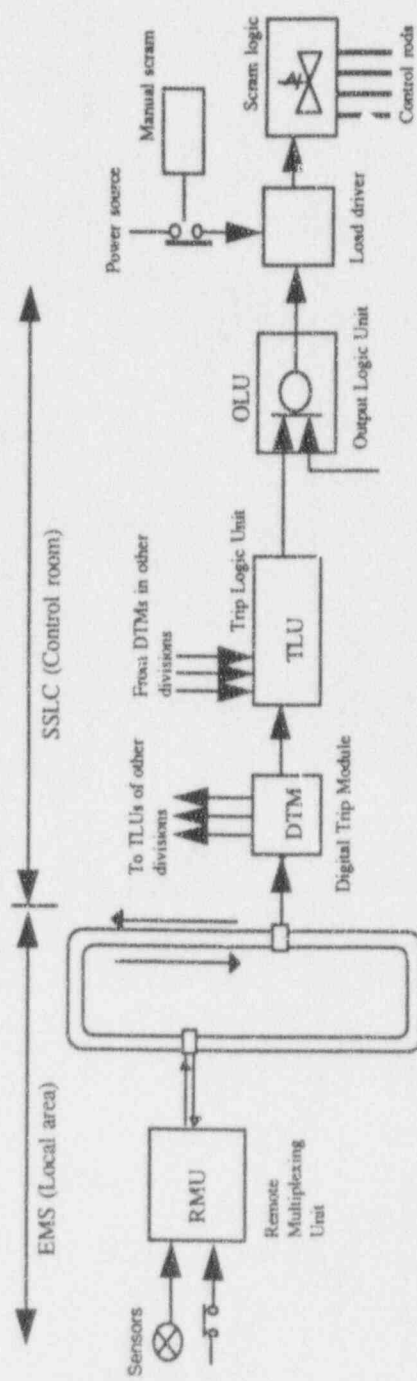 EMS (Local area)
SSLC (Control room)
Sensors
RMU
Remote
Multiplexing
Unit
To TLUs of other
divisions
DTM
Digital Trip Module
From DTMs in other
divisions
Trip Logic Unit
TLU
OLU
Output Logic Unit
Power source
Manual scram
Load driver
Scram logic
Control rods